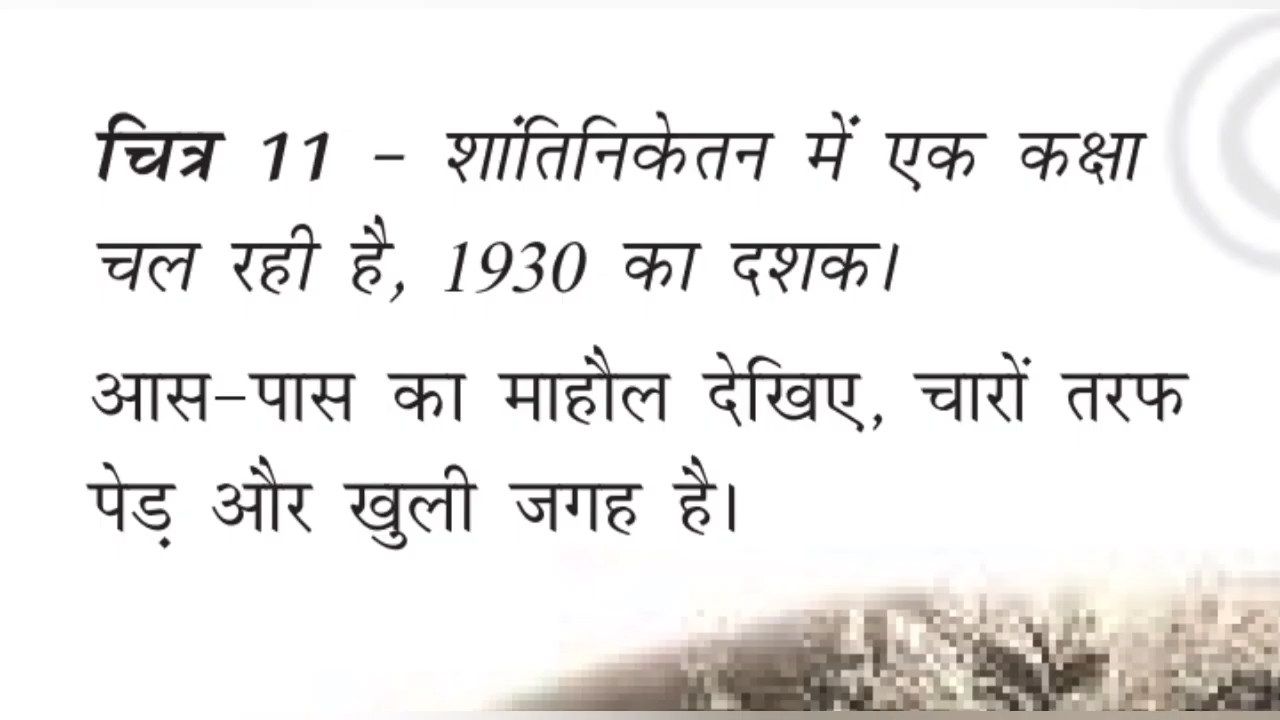 चित्र 11 – शांतिनिकेतन में एक कक्षा
चल रही है, 1930 का दशक।
आस-पास का माहौल देखिए, चारों तरफ
पेड़ और खुली जगह है।